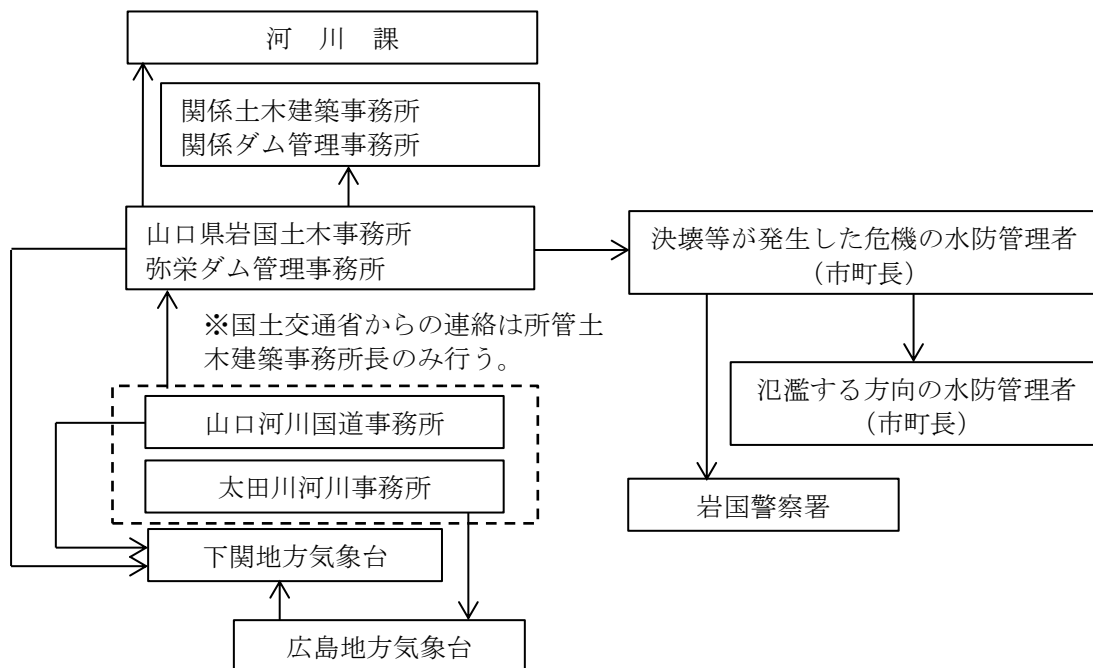 河　川　課
関係土木建築事務所
関係ダム管理事務所
山口県岩国土木事務所
弥栄ダム管理事務所
決壊等が発生した危機の水防管理者
（市町長）
※国土交通省からの連絡は所管土
木建築事務所長のみ行う。
氾濫する方向の水防管理者
（市町長）
山口河川国道事務所
太田川河川事務所
岩国警察署
下関地方気象台
広島地方気象台